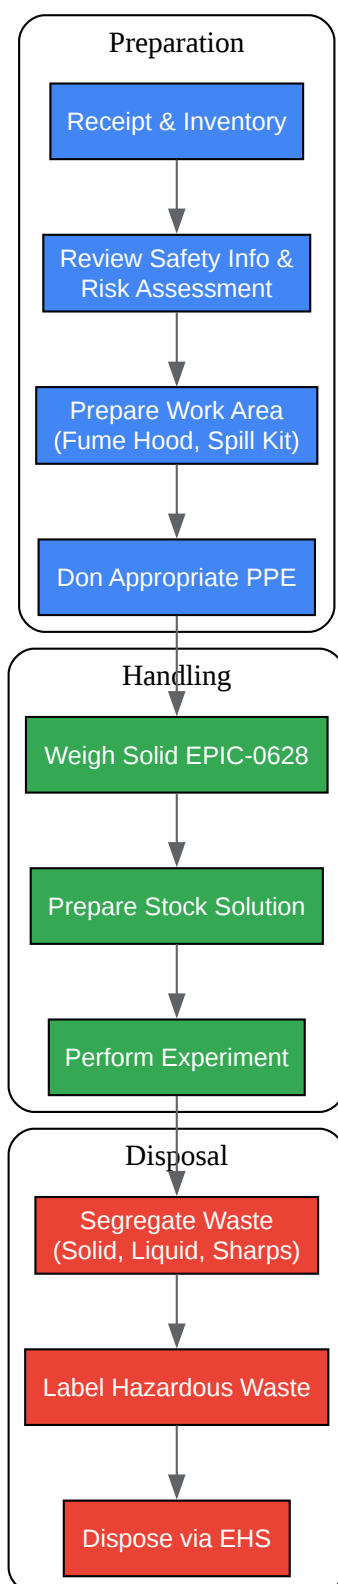 Preparation
Receipt & Inventory
Review Safety Info &
Risk Assessment
Prepare Work Area
(Fume Hood, Spill Kit)
Don Appropriate PPE
Handling
Weigh Solid EPIC-0628
Prepare Stock Solution
Perform Experiment
Disposal
Segregate Waste
(Solid, Liquid, Sharps)
Label Hazardous Waste
Dispose via EHS